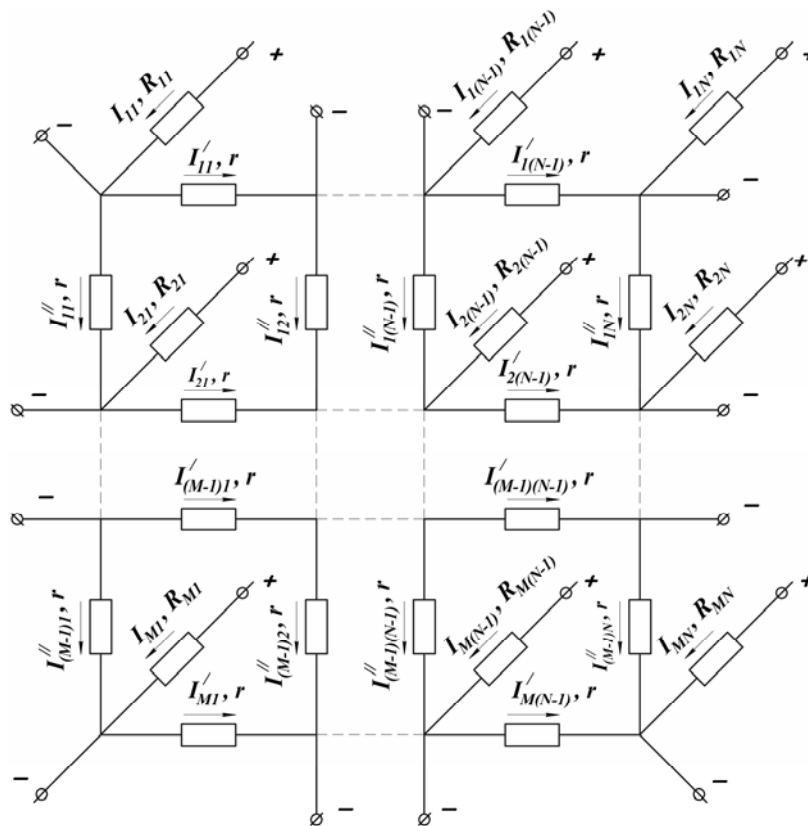 I11, R11
+
I1(N-1), R1(N-1)
+
I1N, R1N
+
−
−
−
I′11, r
I′1(N-1), r
−
I″11, r
I21, R21
+
I″12, r
I″1(N-1), r
I2(N-1), R2(N-1)
+
I″1N, r
I2N, R2N
+
I′21, r
I′2(N-1), r
−
−
I′(M-1)1, r
I′(M-1)(N-1), r
−
−
I″(M-1)1, r
IM1, RM1
+
I″(M-1)2, r
I″(M-1)(N-1), r
IM(N-1), RM(N-1)
+
I″(M-1)N, r
IMN, RMN
+
I′M1, r
I′M(N-1), r
−
−
−
−